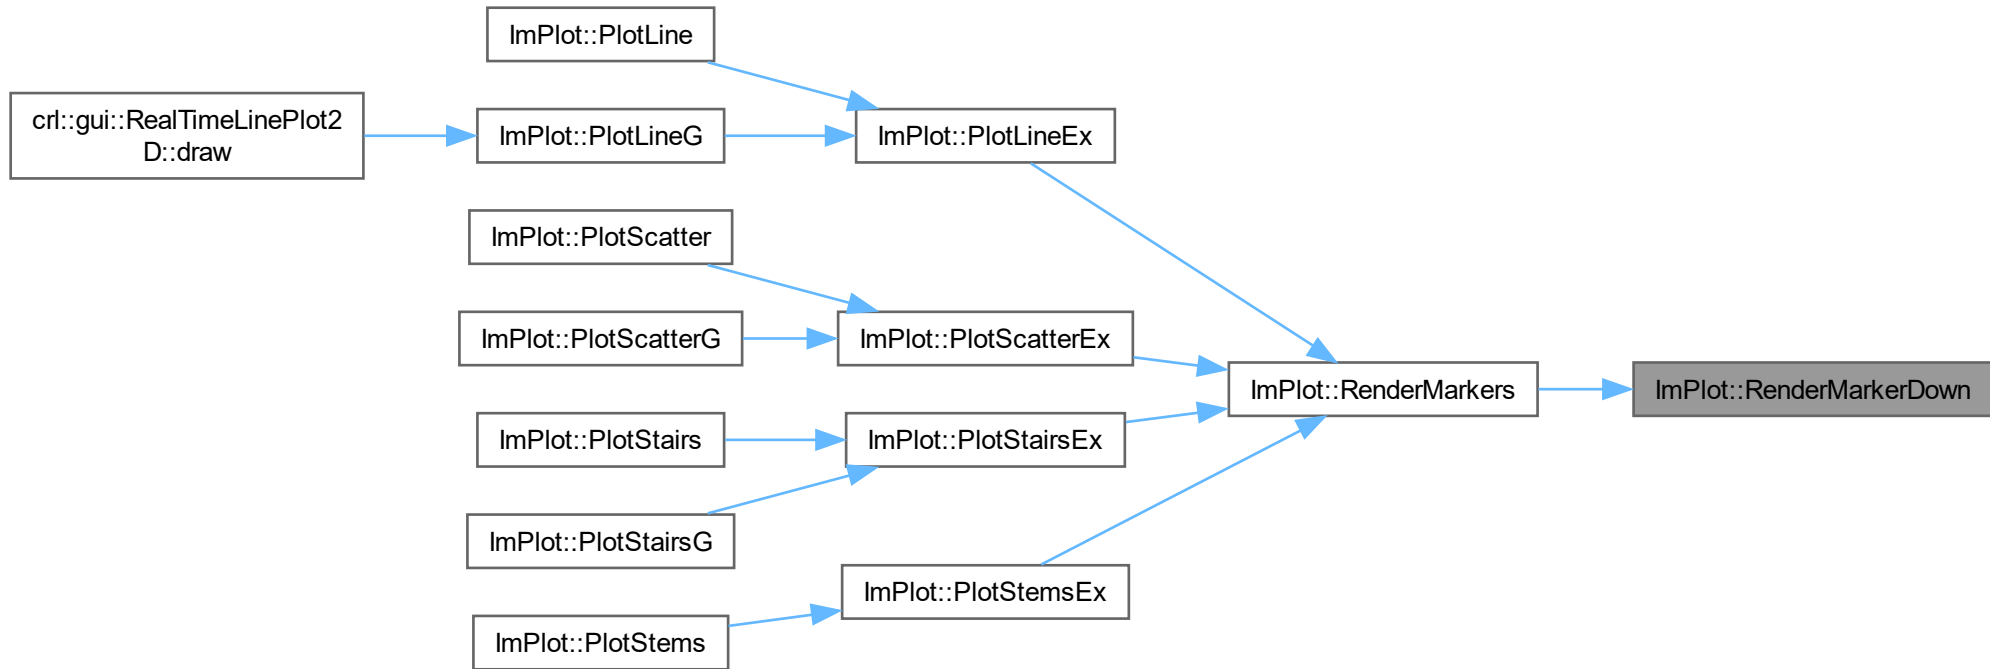 ImPlot::PlotLine
crl::gui::RealTimeLinePlot2
D::draw
ImPlot::PlotLineG
ImPlot::PlotLineEx
ImPlot::PlotScatter
ImPlot::PlotScatterG
ImPlot::PlotScatterEx
ImPlot::RenderMarkers
ImPlot::RenderMarkerDown
ImPlot::PlotStairs
ImPlot::PlotStairsEx
ImPlot::PlotStairsG
ImPlot::PlotStemsEx
ImPlot::PlotStems